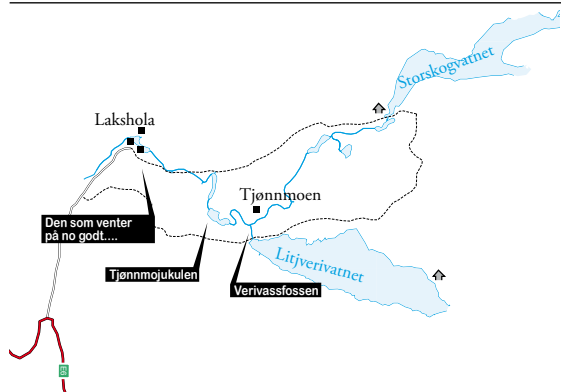 Storskogvatnet
Lakshola
Tjønnmoen
Den som venter
på no godt....
Litjverivatnet
Tjønnmojukulen
Verivassfossen
E6